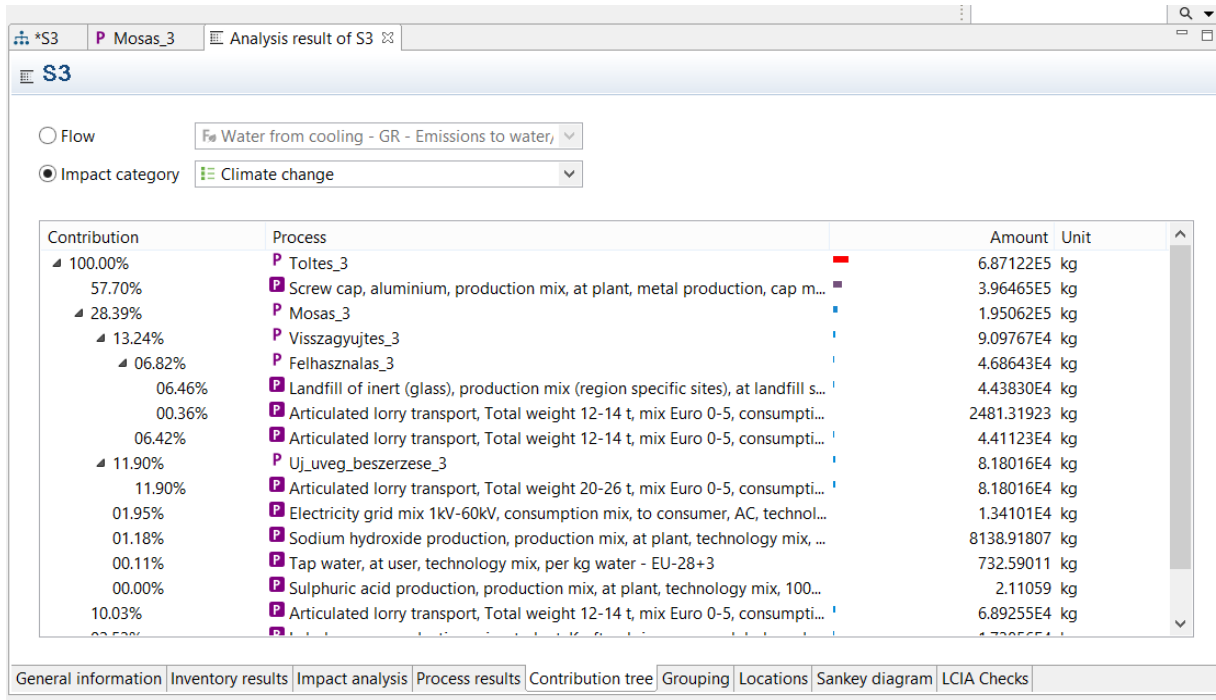 *S3 P Mosas_3 Analysis result of S3
S3
Flow Water from cooling - GR - Emissions to water/
Impact category Climate change
Contribution Process Amount Unit
100.00% P Toltes_3 6.87122E5 kg
57.70% P Screw cap, aluminium, production mix, at plant, metal production, cap m... 3.96465E5 kg
28.39% P Mosas_3 1.95062E5 kg
13.24% P Visszagyujtes_3 9.09767E4 kg
06.82% P Felhasznalas_3 4.68643E4 kg
06.46% P Landfill of inert (glass), production mix (region specific sites), at landfill s... 4.43830E4 kg
00.36% P Articulated lorry transport, Total weight 12-14 t, mix Euro 0-5, consumpti... 2481.31923 kg
06.42% P Articulated lorry transport, Total weight 12-14 t, mix Euro 0-5, consumpti... 4.41123E4 kg
11.90% P Uj_uveg_beszerzese_3 8.18016E4 kg
11.90% P Articulated lorry transport, Total weight 20-26 t, mix Euro 0-5, consumpti... 8.18016E4 kg
01.95% P Electricity grid mix 1kV-60kV, consumption mix, to consumer, AC, technol... 1.34101E4 kg
01.18% P Sodium hydroxide production, production mix, at plant, technology mix, ... 8138.91807 kg
00.11% P Tap water, at user, technology mix, per kg water - EU-28+3 732.59011 kg
00.00% P Sulphuric acid production, production mix, at plant, technology mix, 100... 2.11059 kg
10.03% P Articulated lorry transport, Total weight 12-14 t, mix Euro 0-5, consumpti... 6.89255E4 kg
General information Inventory results Impact analysis Process results Contribution tree Grouping Locations Sankey diagram LCIA Checks